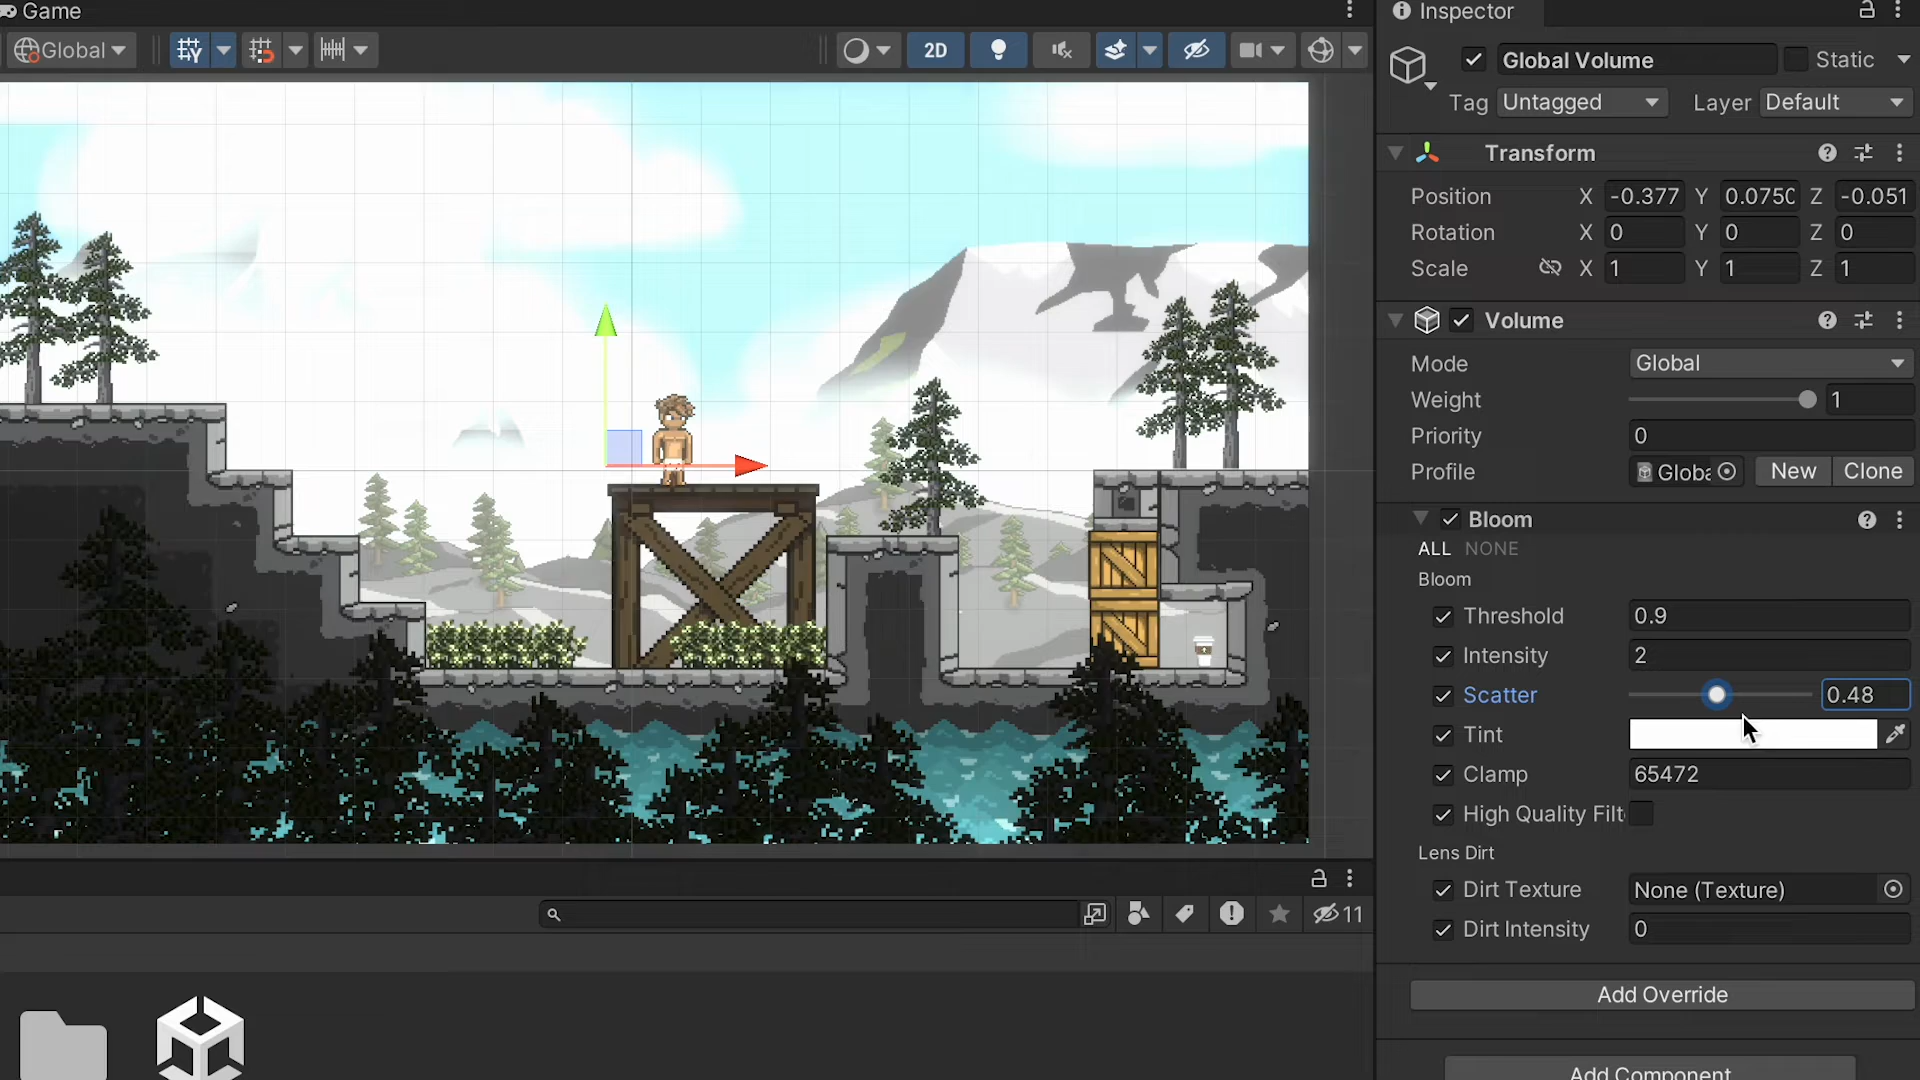 Game
Inspector
Global
2D
Global Volume
Static
Tag Untagged Layer Default
Transform
Position X -0.377 Y 0.075 Z -0.051
Rotation X 0 Y 0 Z 0
Scale X 1 Y 1 Z 1
Volume
Mode Global
Weight 1
Priority 0
Profile Globa New Clone
Bloom
ALL NONE
Bloom
Threshold 0.9
Intensity 2
Scatter 0.48
Tint
Clamp 65472
High Quality Filt
Lens Dirt
Dirt Texture None (Texture)
Dirt Intensity 0
11
Add Override
Add Component